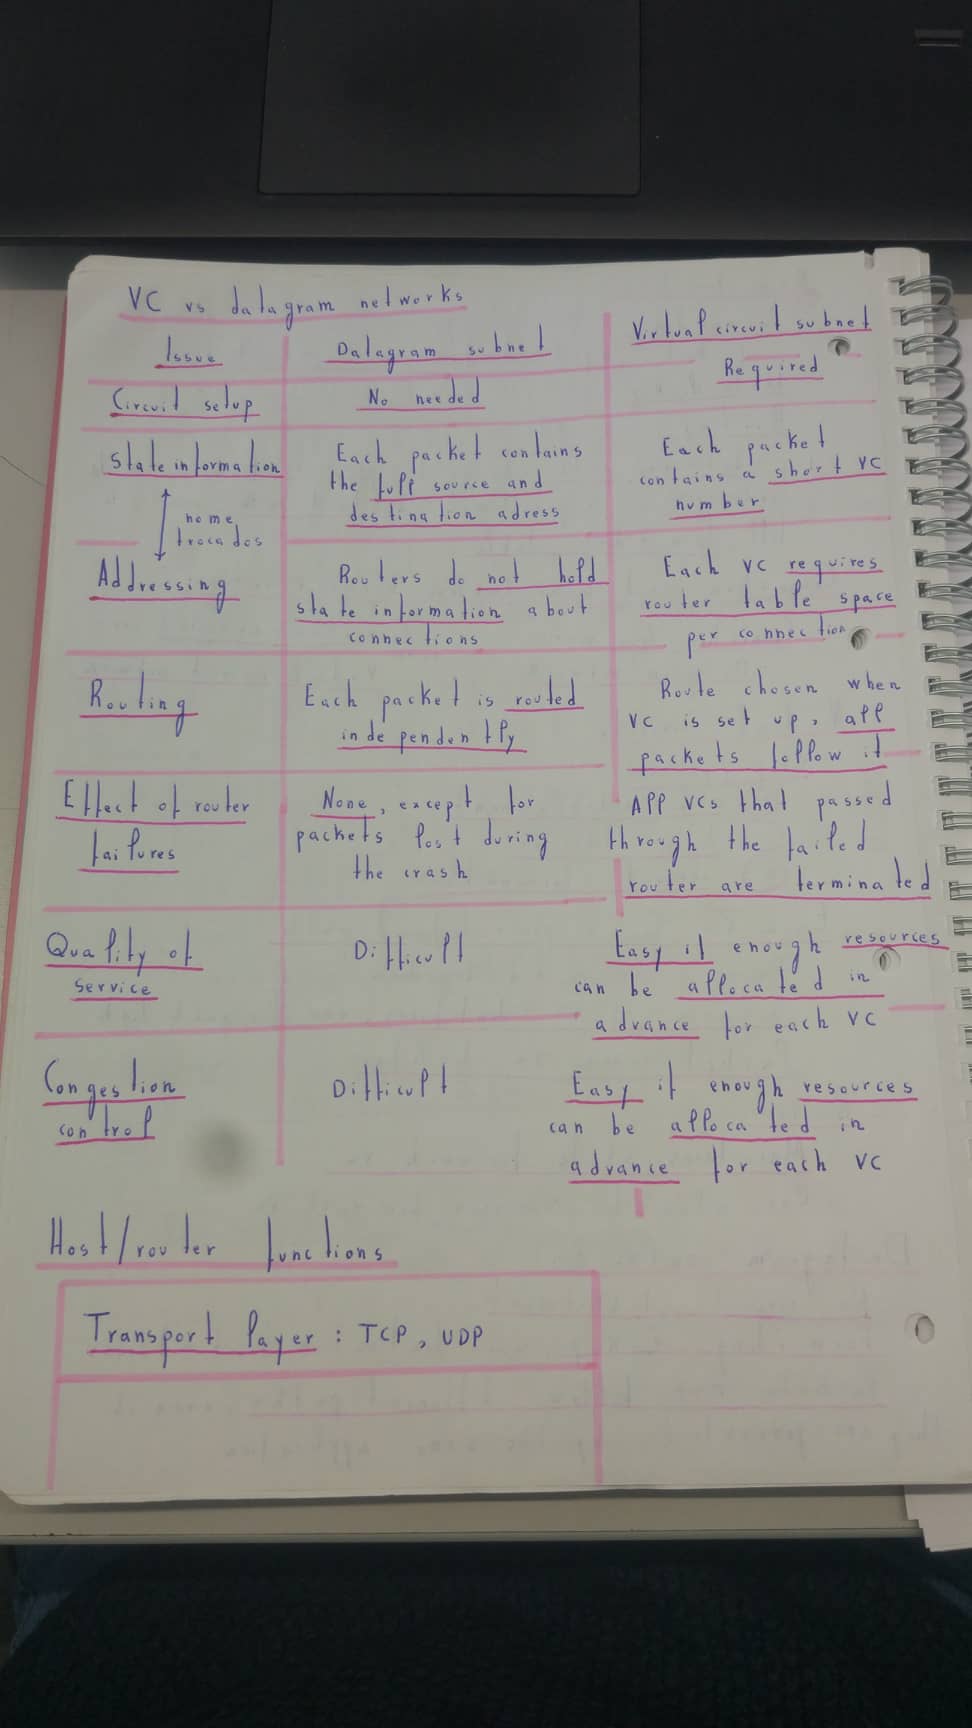 VC vs datagram networks
Issue
Datagram subnet
Virtual circuit subnet
Circuit setup
No needed
Required
State information
Each packet contains
the full source and
destination adress
Each packet
contains a short VC
number
nome
trocados
Addressing
Routers do not hold
state information about
connections
Each VC requires
router table space
per connection
Routing
Each packet is routed
independently
Route chosen when
VC is set up, all
packets follow it
Effect of router
failures
None, except for
packets lost during
the crash
All VCs that passed
through the failed
router are terminated
Quality of
service
Difficult
Easy if enough resources
can be allocated in
advance for each VC
Congestion
control
Difficult
Easy if enough resources
can be allocated in
advance for each VC
Host/router functions
Transport layer: TCP, UDP